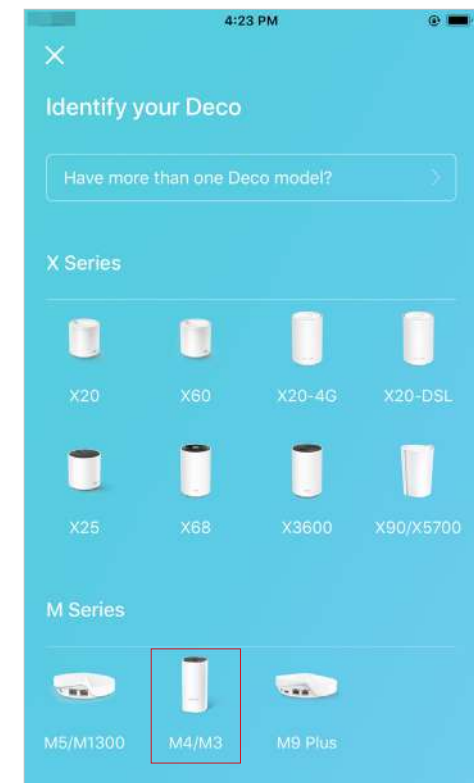 4:23 PM
Identify your Deco
Have more than one Deco model?
X Series
X20 X60 X20-4G X20-DSL
X25 X68 X3600 X90/X5700
M Series
M5/M1300 M4/M3 M9 Plus